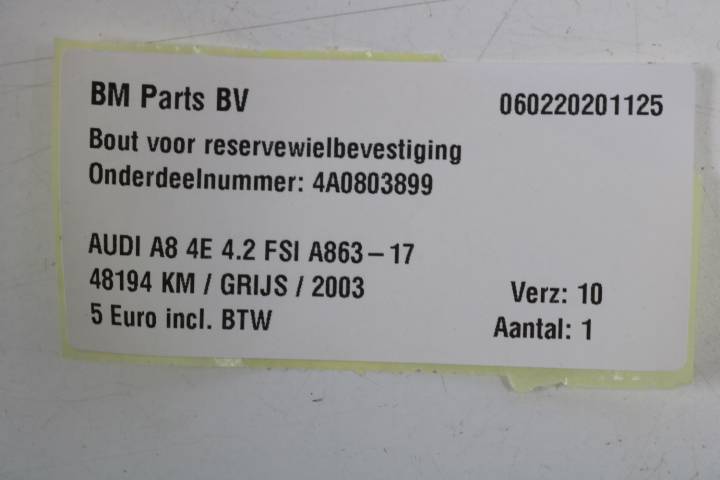 BM Parts BV 060220201125
Bout voor reservewielbevestiging
Onderdeelnummer: 4A0803899
AUDI A8 4E 4.2 FSI A863-17
48194 KM / GRIJS / 2003 Verz: 10
5 Euro incl. BTW Aantal: 1